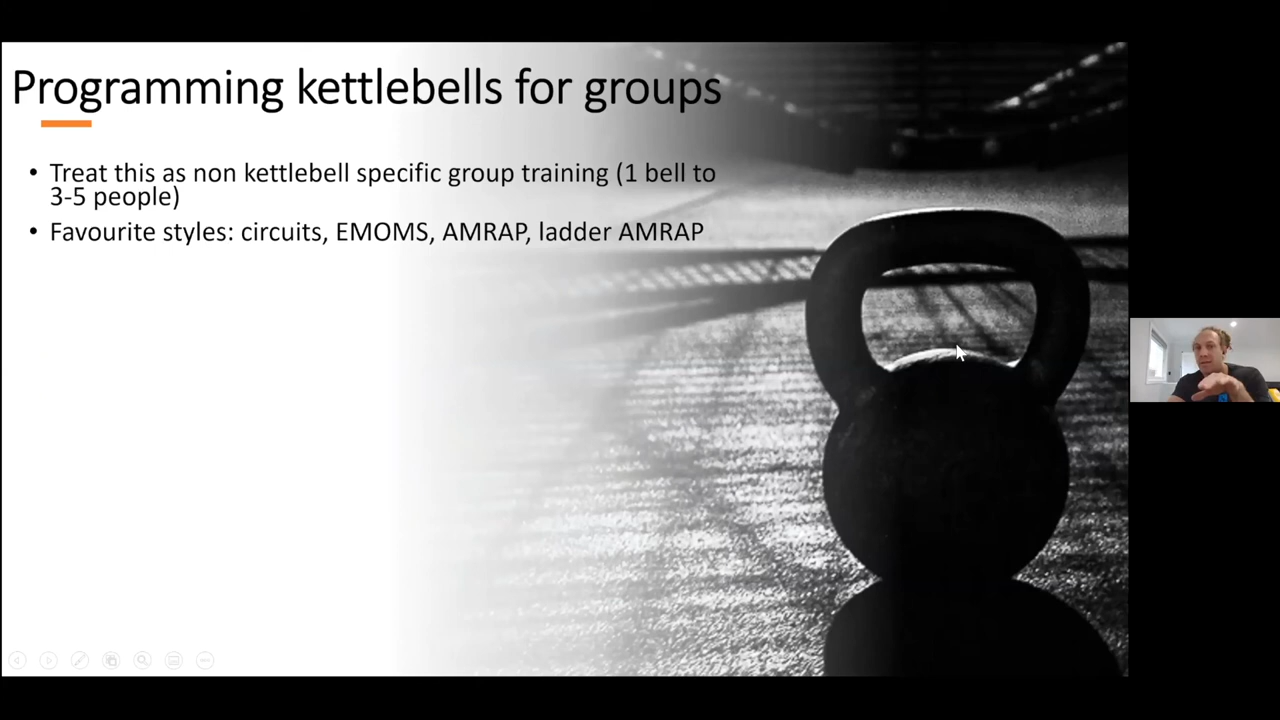 Programming kettlebells for groups
• Treat this as non kettlebell specific group training (1 bell to
3-5 people)
• Favourite styles: circuits, EMOMS, AMRAP, ladder AMRAP